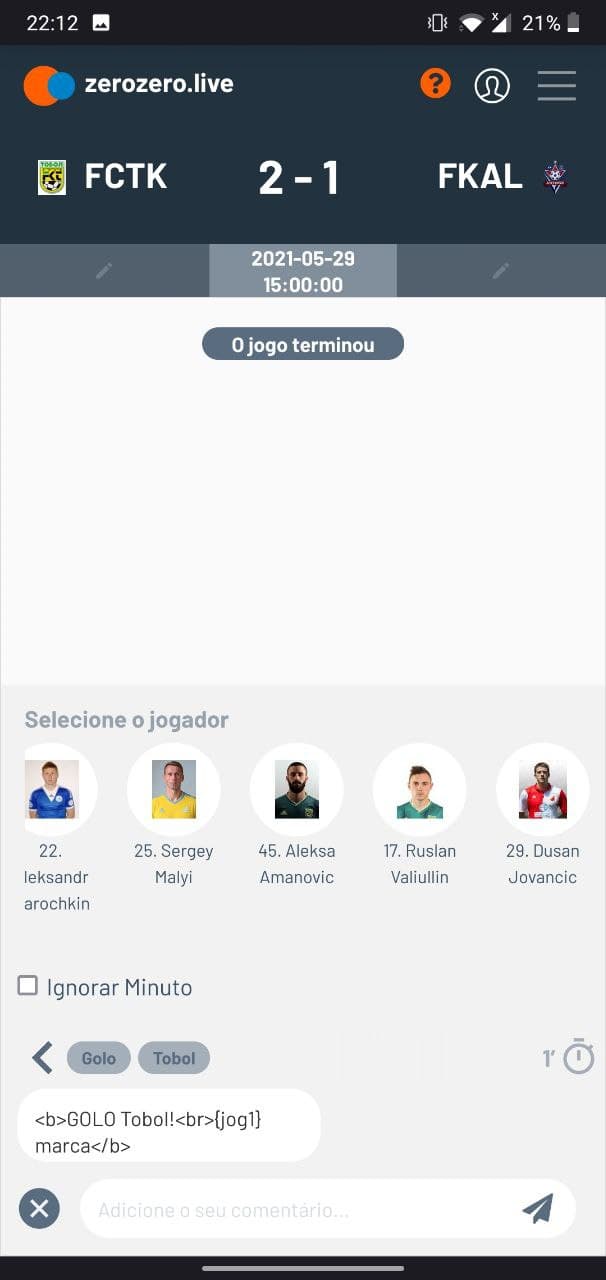 22:12
21%
zerozero.live
?
FCTK
2 - 1
FKAL
2021-05-29
15:00:00
O jogo terminou
Selecione o jogador
22.
leksandr
arochkin
25. Sergey
Malyi
45. Aleksa
Amanovic
17. Ruslan
Valiullin
29. Dusan
Jovancic
Ignorar Minuto
Golo
Tobol
1'
<b>GOLO Tobol!<br>{jog1}
marca</b>
Adicione o seu comentário...